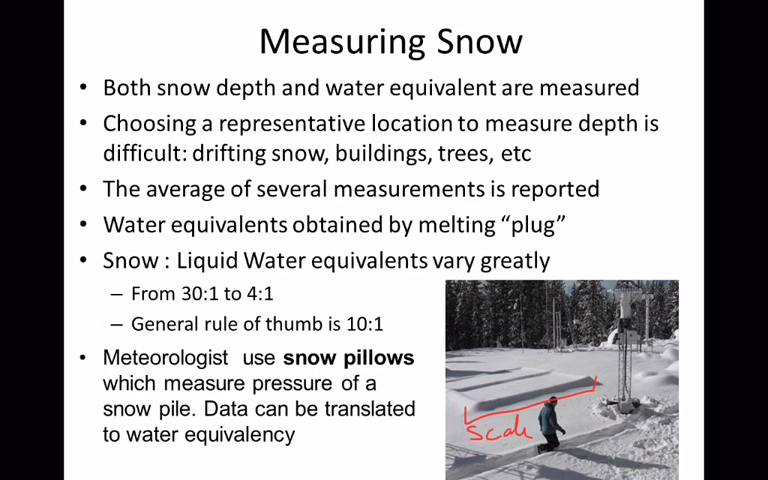 Measuring Snow
• Both snow depth and water equivalent are measured
• Choosing a representative location to measure depth is
difficult: drifting snow, buildings, trees, etc
• The average of several measurements is reported
• Water equivalents obtained by melting “plug”
• Snow : Liquid Water equivalents vary greatly
– From 30:1 to 4:1
– General rule of thumb is 10:1
• Meteorologist use snow pillows
which measure pressure of a
snow pile. Data can be translated
to water equivalency
Scale